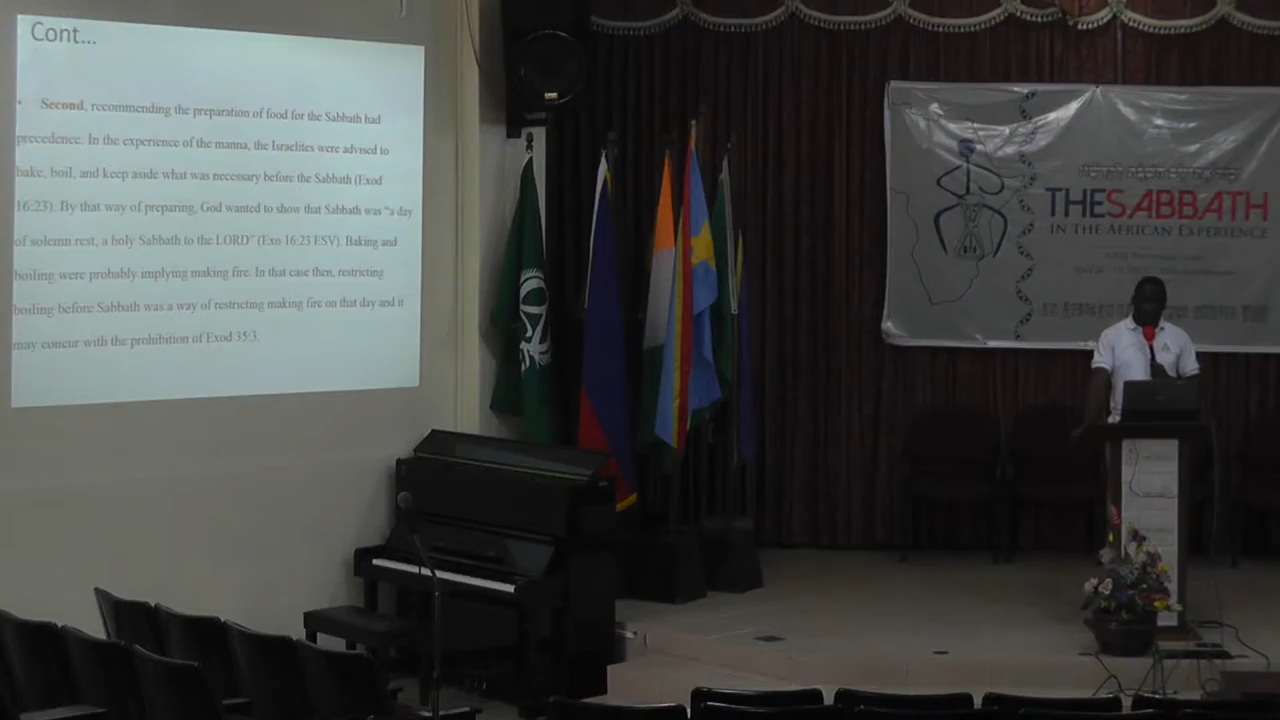 Cont...
• Second, recommending the preparation of food for the Sabbath had
precedence. In the experience of the manna, the Israelites were advised to
bake, boil, and keep aside what was necessary before the Sabbath (Exod
16:23). By that way of preparing, God wanted to show that Sabbath was “a day
of solemn rest, a holy Sabbath to the LORD” (Exo 16:23 ESV). Baking and
boiling were probably implying making fire. In that case then, restricting
boiling before Sabbath was a way of restricting making fire on that day and it
may concur with the prohibition of Exod 35:3.
THE SABBATH
IN THE AFRICAN EXPERIENCE